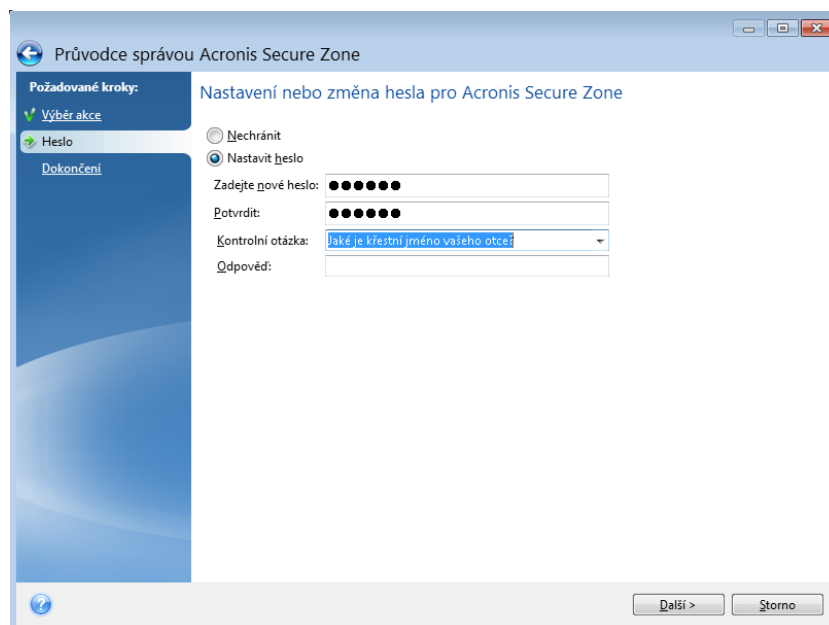 Průvodce správou Acronis Secure Zone
Požadované kroky:
Výběr akce
Heslo
Dokončení
Nastavení nebo změna hesla pro Acronis Secure Zone
Nechránit
Nastavit heslo
Zadejte nové heslo: ●●●●●●
Potvrdit: ●●●●●●
Kontrolní otázka: Jaké je křestní jméno vašeho otce?
Odpověď:
Další >
Storno